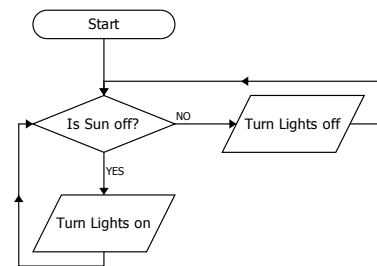 Start
Is Sun off?
NO
Turn Lights off
YES
Turn Lights on